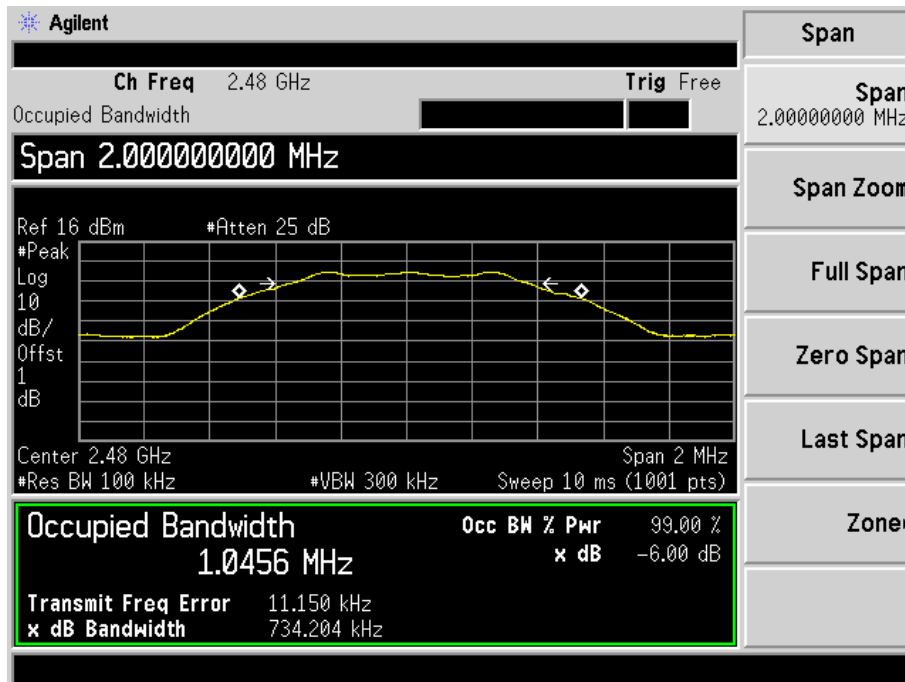 Agilent
Span
Ch Freq 2.48 GHz Trig Free
Occupied Bandwidth
Span
2.00000000 MHz
Span 2.000000000 MHz
Span Zoom
Ref 16 dBm #Atten 25 dB
#Peak
Log
10
dB/
Offst
1
dB
Full Span
Zero Span
Last Span
Center 2.48 GHz Span 2 MHz
#Res BW 100 kHz #VBW 300 kHz Sweep 10 ms (1001 pts)
Occupied Bandwidth Occ BW % Pwr 99.00 %
1.0456 MHz x dB -6.00 dB
Zone
Transmit Freq Error 11.150 kHz
x dB Bandwidth 734.204 kHz